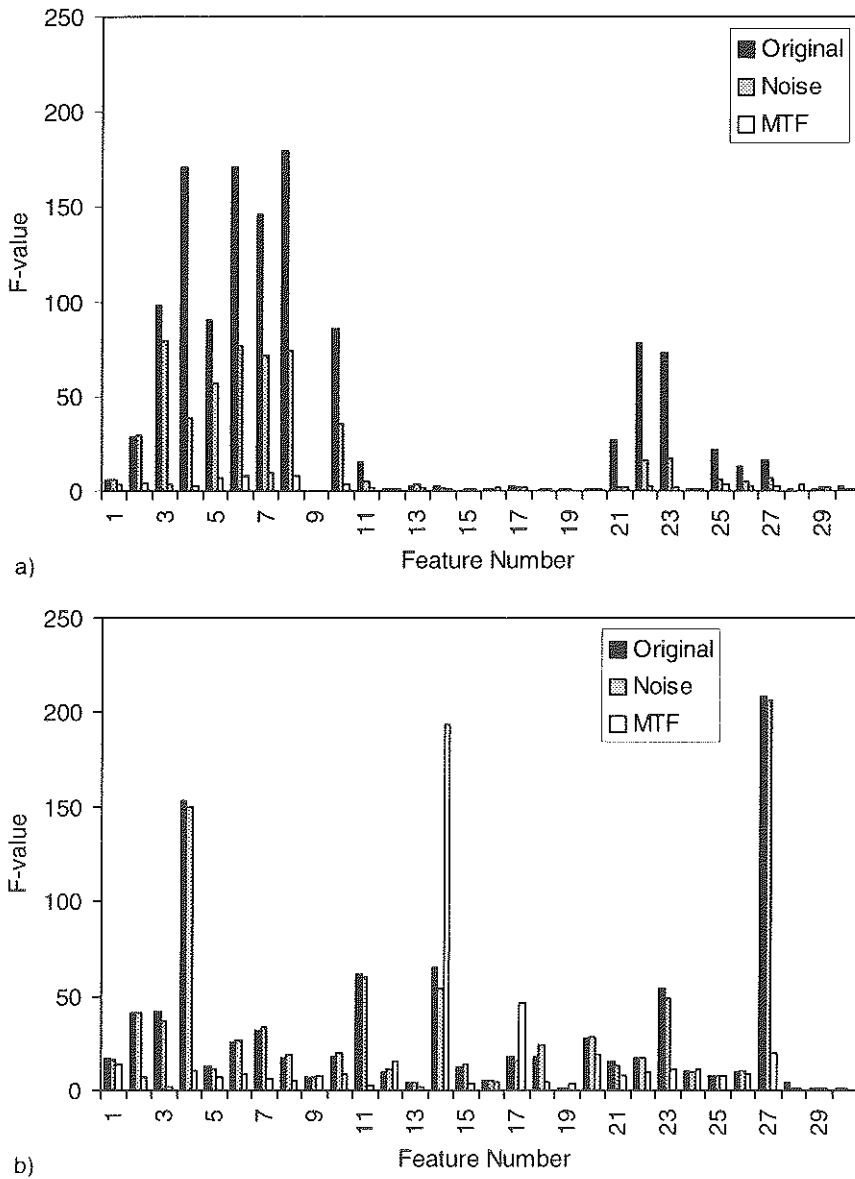 250
200
150
100
50
0
F-value
Original
Noise
MTF
1 3 5 7 9 11 13 15 17 19 21 23 25 27 29
Feature Number
a)
250
200
150
100
50
0
F-value
Original
Noise
MTF
1 3 5 7 9 11 13 15 17 19 21 23 25 27 29
Feature Number
b)